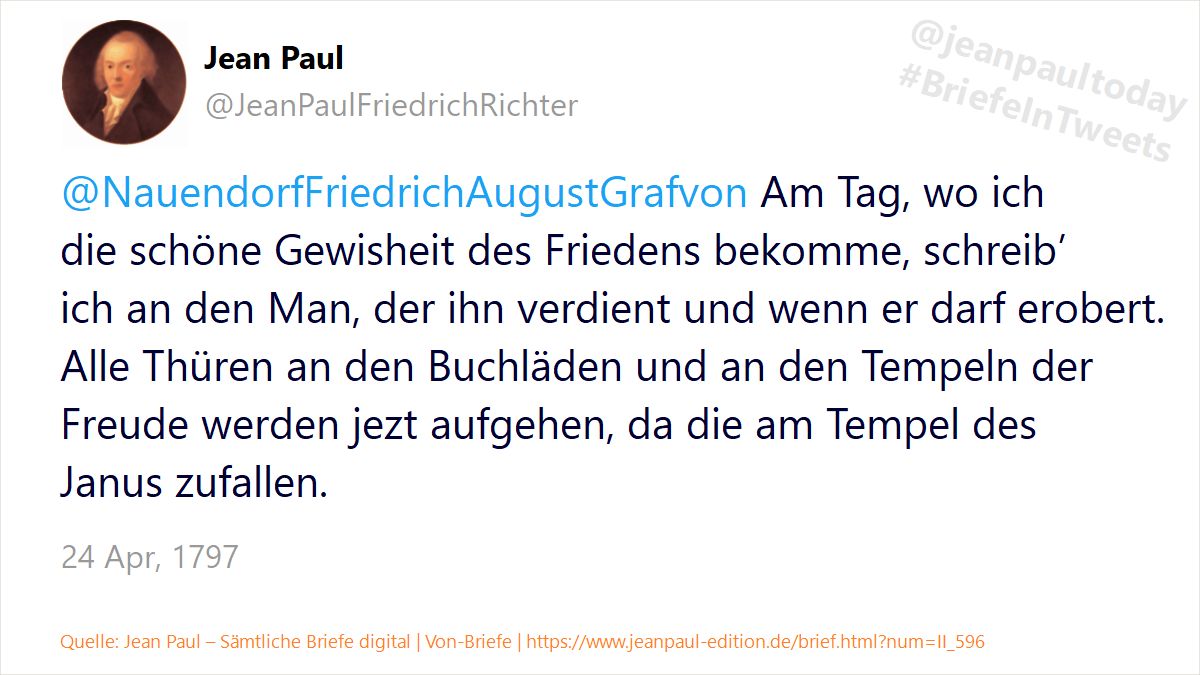 Jean Paul
@JeanPaulFriedrichRichter
@jeanpaultoday
#BriefeInTweets
@NauendorfFriedrichAugustGrafvon Am Tag, wo ich
die schöne Gewisheit des Friedens bekomme, schreib’
ich an den Man, der ihn verdient und wenn er darf erobert.
Alle Thüren an den Buchläden und an den Tempeln der
Freude werden jezt aufgehen, da die am Tempel des
Janus zufallen.
24 Apr, 1797
Quelle: Jean Paul – Sämtliche Briefe digital | Von-Briefe | https://www.jeanpaul-edition.de/brief.html?num=II_596